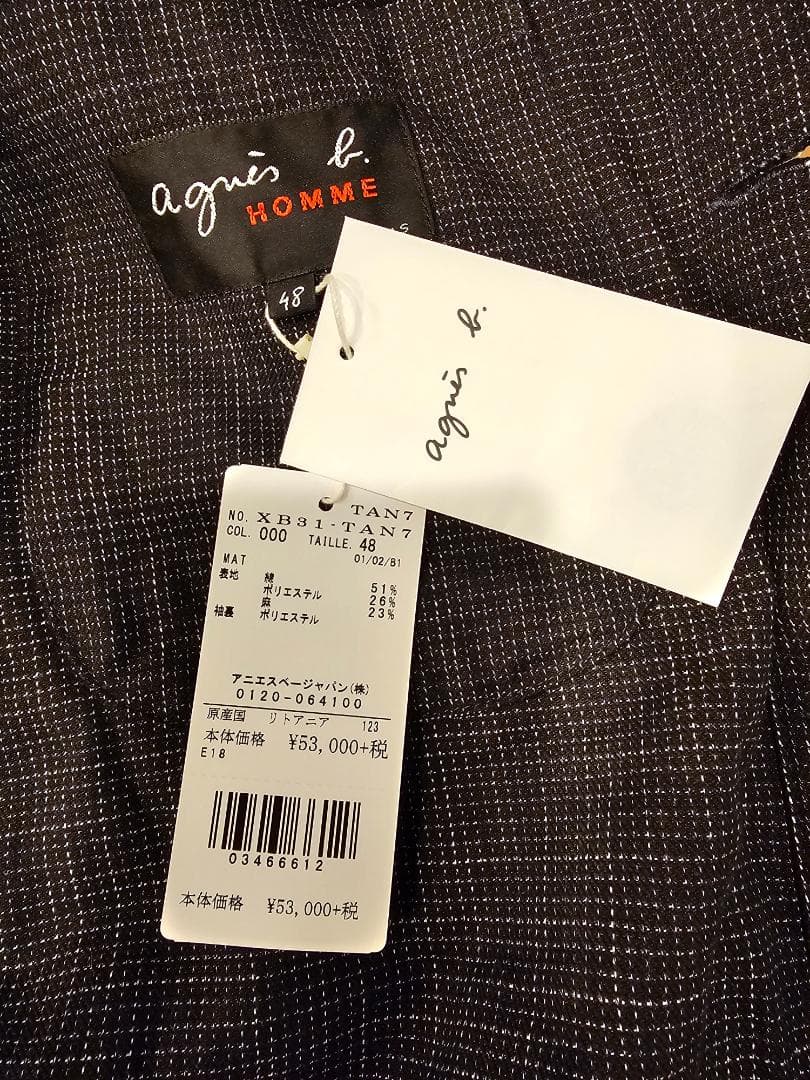 agnès b.
HOMME
48
agnès b.
TAN7
NO. XB31-TAN7
COL. 000 TAILLE. 48
01/02/81
MAT
表地 綿 51%
ポリエステル 26%
麻 23%
袖裏 ポリエステル
アニエスベージャパン(株)
0120-064100
原産国 リトアニア 123
本体価格 ¥53,000+税
E18
03466612
本体価格 ¥53,000+税